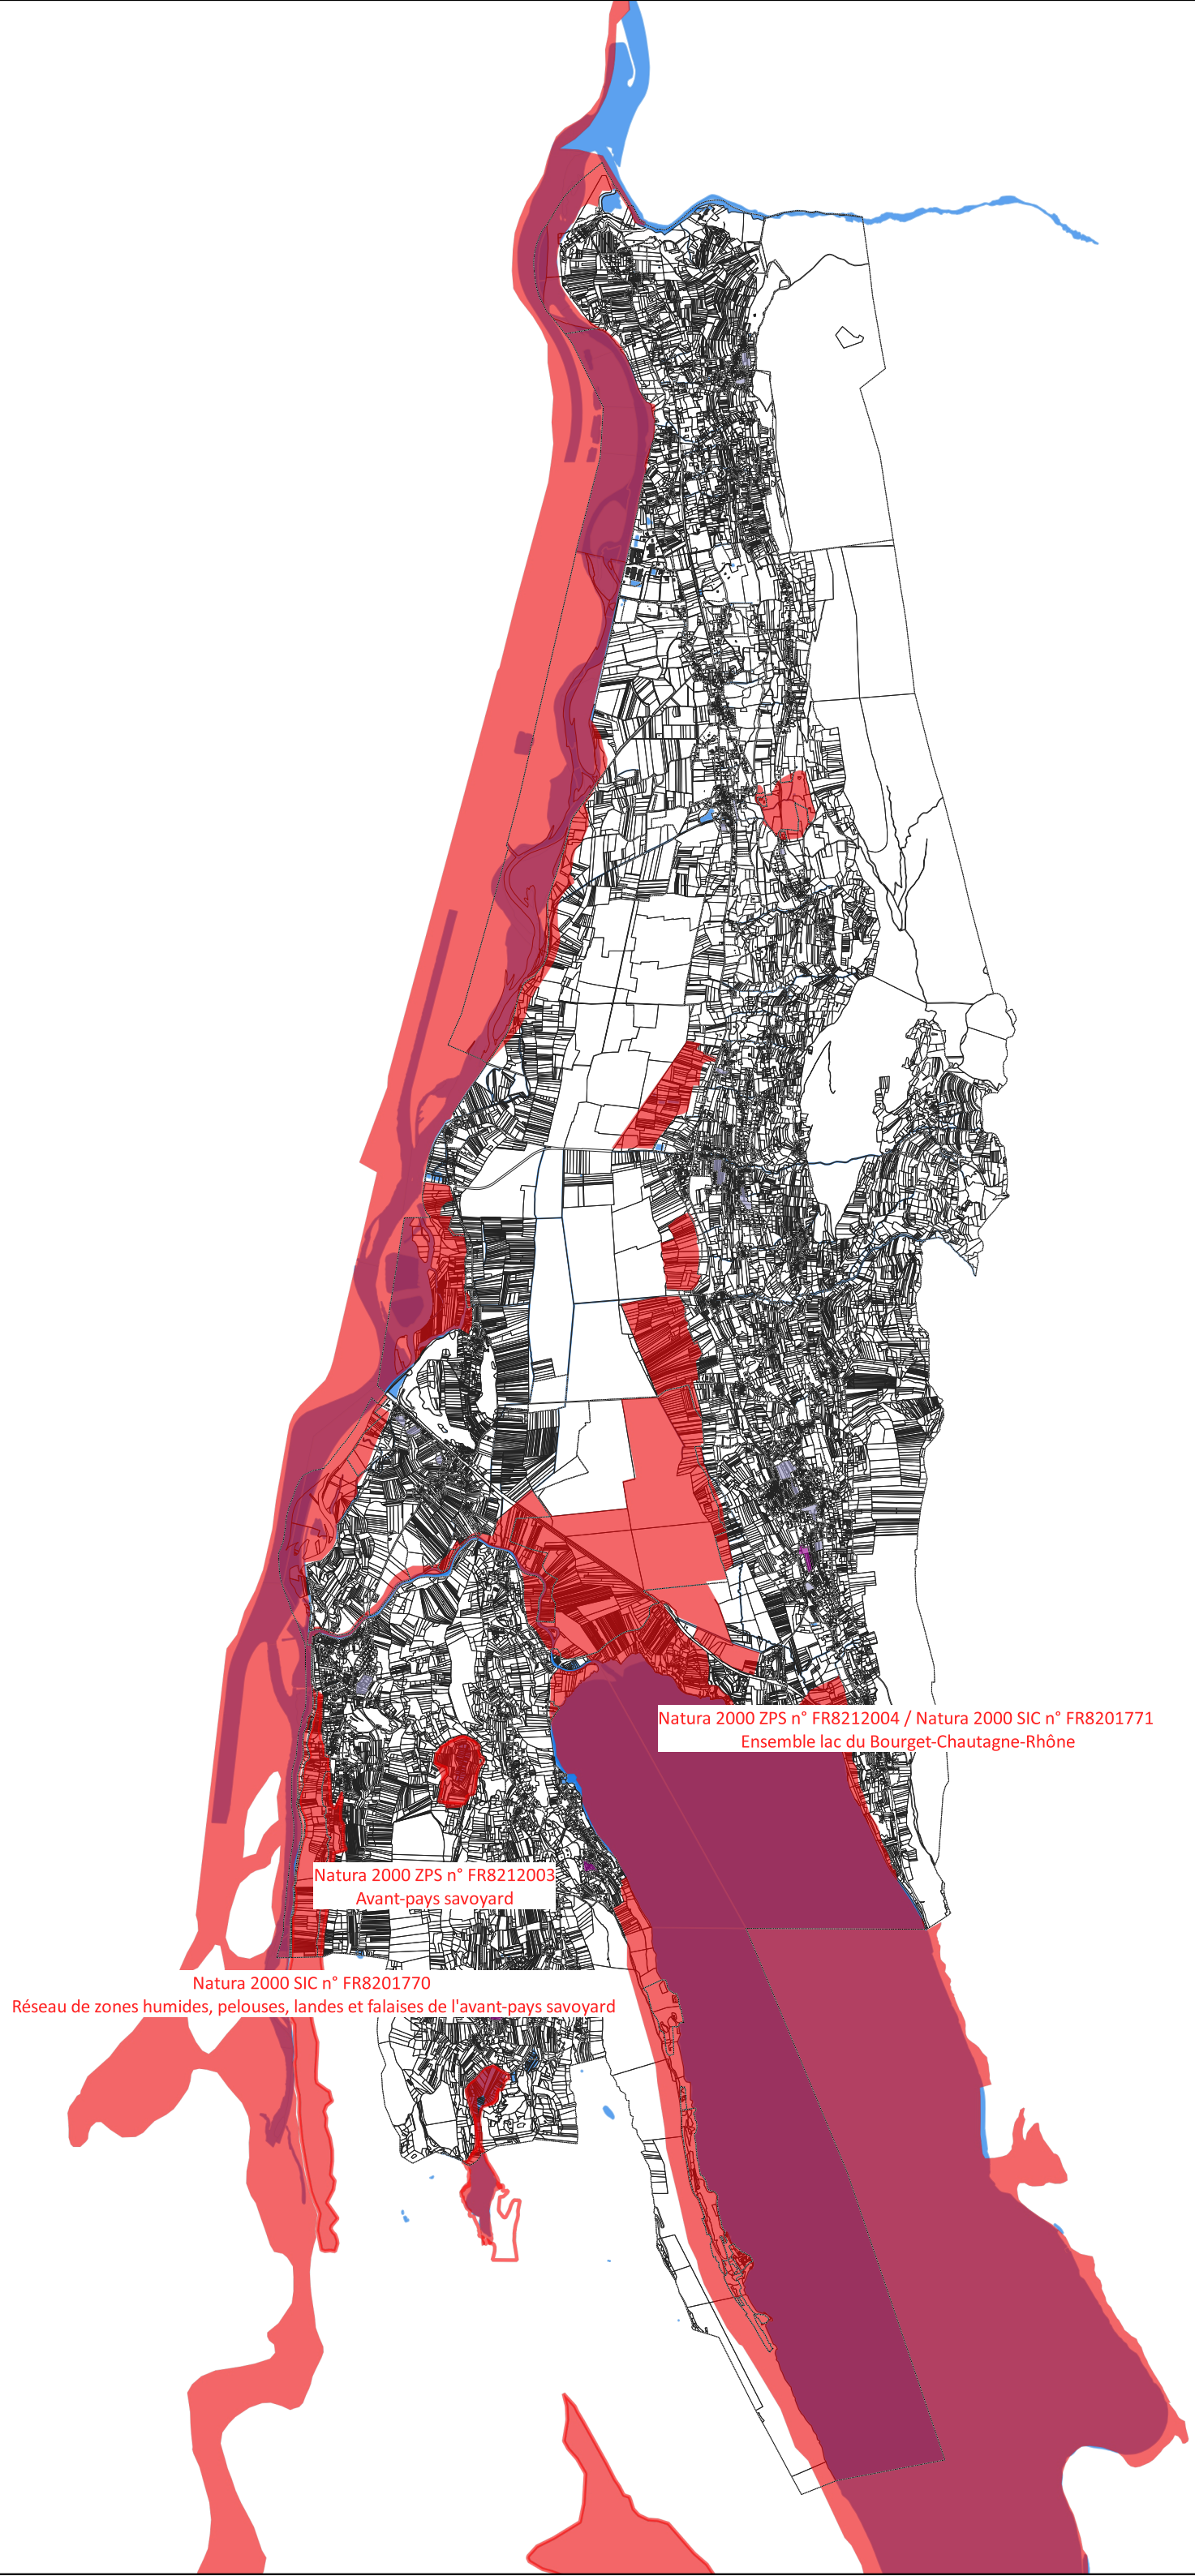 Natura 2000 ZPS n° FR8212004 / Natura 2000 SIC n° FR8201771
Ensemble lac du Bourget-Chautagne-Rhône
Natura 2000 ZPS n° FR8212003
Avant-pays savoyard
Natura 2000 SIC n° FR8201770
Réseau de zones humides, pelouses, landes et falaises de l'avant-pays savoyard